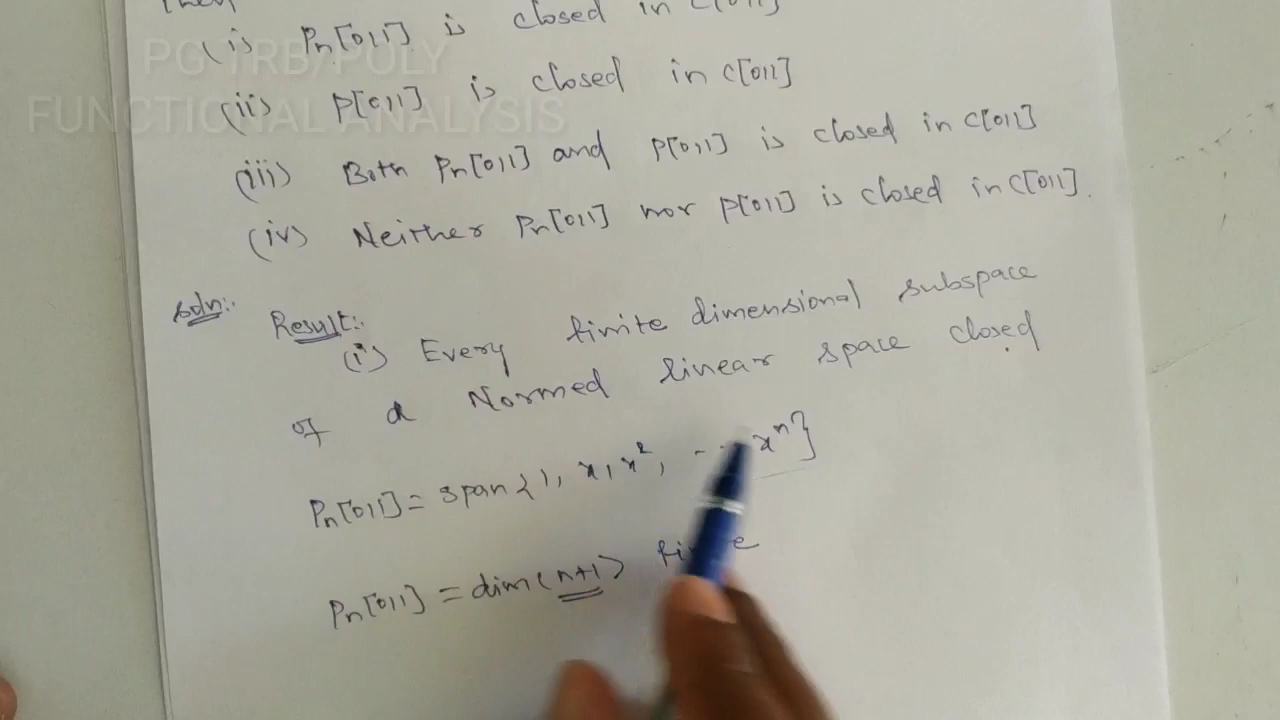 (i) Pn[0,1] is closed in C[0,1]
PG TRB/POLY
(ii) P[0,1] is closed in C[0,1]
FUNCTIONAL ANALYSIS
(iii) Both Pn[0,1] and P[0,1] is closed in C[0,1]
(iv) Neither Pn[0,1] nor P[0,1] is closed in C[0,1].
Soln:.
Result:.
(i) Every finite dimensional subspace
of a Normed linear space closed.
Pn[0,1] = span {1, x, x², - - xⁿ}
Pn[0,1] = dim (n+1)